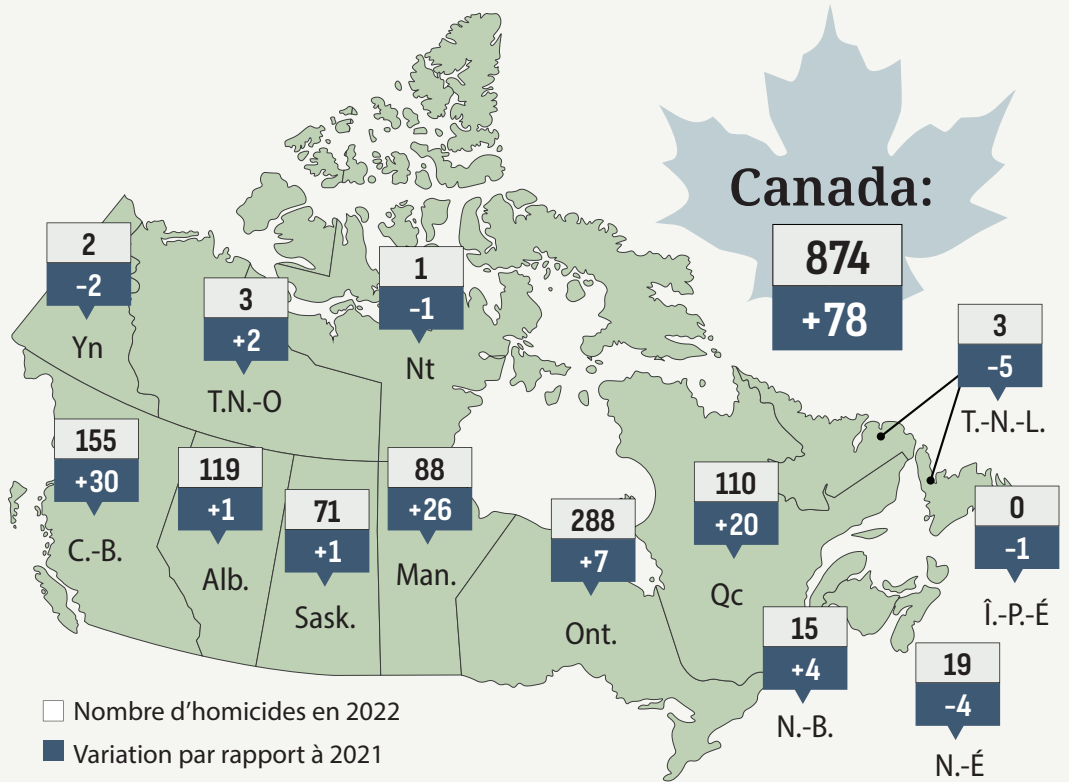 Canada:
874
+78
2
-2
Yn
3
+2
T.N.-O
1
-1
Nt
3
-5
T.-N.-L.
155
+30
C.-B.
119
+1
Alb.
71
+1
Sask.
88
+26
Man.
288
+7
Ont.
110
+20
Qc
0
-1
Î.-P.-É
15
+4
N.-B.
19
-4
N.-É
Nombre d'homicides en 2022
Variation par rapport à 2021